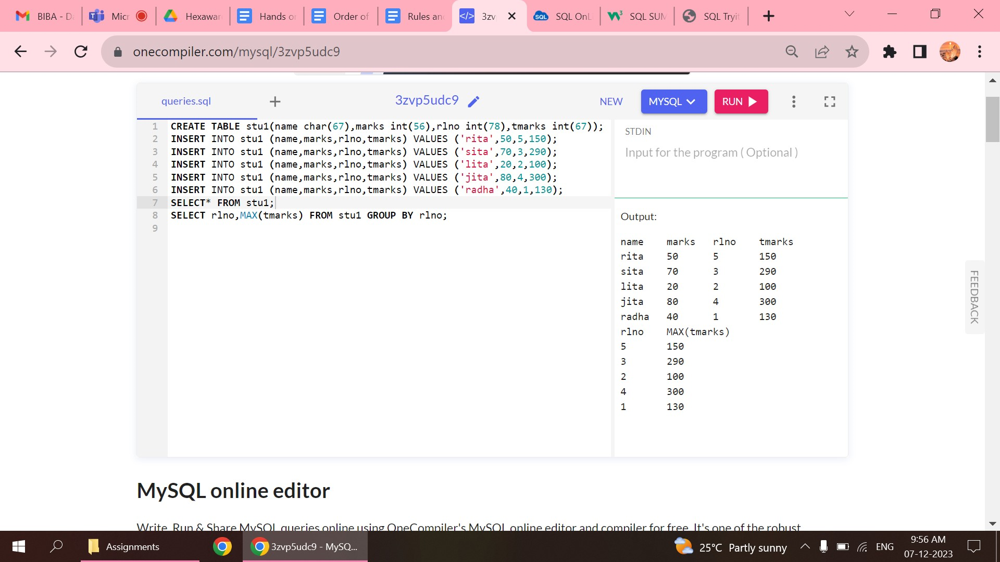 BIBA - Da
Micr
Hexawar
Hands on
Order of
Rules an
3zv
SQL OnL
SQL SUM
SQL Tryit
onecompiler.com/mysql/3zvp5udc9
queries.sql
3zvp5udc9
NEW
MYSQL
RUN
1 CREATE TABLE stu1(name char(67),marks int(56),rlno int(78),tmarks int(67));
2 INSERT INTO stu1 (name,marks,rlno,tmarks) VALUES ('rita',50,5,150);
3 INSERT INTO stu1 (name,marks,rlno,tmarks) VALUES ('sita',70,3,290);
4 INSERT INTO stu1 (name,marks,rlno,tmarks) VALUES ('lita',20,2,100);
5 INSERT INTO stu1 (name,marks,rlno,tmarks) VALUES ('jita',80,4,300);
6 INSERT INTO stu1 (name,marks,rlno,tmarks) VALUES ('radha',40,1,130);
7 SELECT* FROM stu1;
8 SELECT rlno,MAX(tmarks) FROM stu1 GROUP BY rlno;
9
STDIN
Input for the program ( Optional )
Output:
name marks rlno tmarks
rita 50 5 150
sita 70 3 290
lita 20 2 100
jita 80 4 300
radha 40 1 130
rlno MAX(tmarks)
5 150
3 290
2 100
4 300
1 130
FEEDBACK
MySQL online editor
Write, Run & Share MySQL queries online using OneCompiler's MySQL online editor and compiler for free. It's one of the robust,
Assignments
3zvp5udc9 - MySQ...
25°C Partly sunny
ENG
9:56 AM
07-12-2023